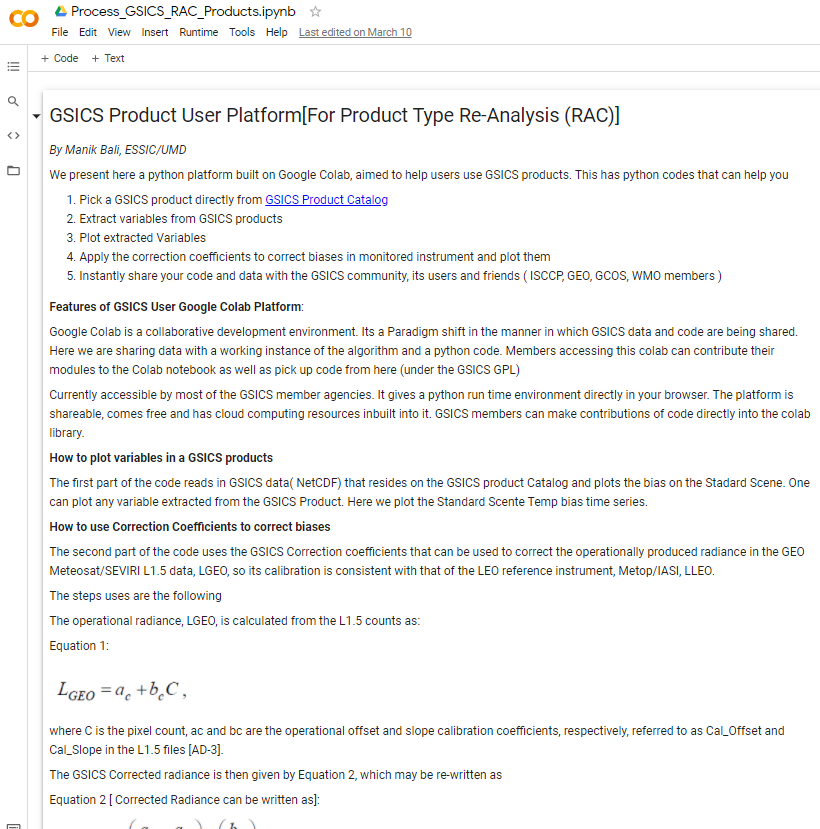 Process_GSICS_RAC_Products.ipynb
File Edit View Insert Runtime Tools Help Last edited on March 10
+ Code + Text
GSICS Product User Platform[For Product Type Re-Analysis (RAC)]
By Manik Bali, ESSIC/UMD
We present here a python platform built on Google Colab, aimed to help users use GSICS products. This has python codes that can help you
1. Pick a GSICS product directly from GSICS Product Catalog
2. Extract variables from GSICS products
3. Plot extracted Variables
4. Apply the correction coefficients to correct biases in monitored instrument and plot them
5. Instantly share your code and data with the GSICS community, its users and friends ( ISCCP, GEO, GCOS, WMO members )
Features of GSICS User Google Colab Platform:
Google Colab is a collaborative development environment. Its a Paradigm shift in the manner in which GSICS data and code are being shared.
Here we are sharing data with a working instance of the algorithm and a python code. Members accessing this colab can contribute their
modules to the Colab notebook as well as pick up code from here (under the GSICS GPL)
Currently accessible by most of the GSICS member agencies. It gives a python run time environment directly in your browser. The platform is
shareable, comes free and has cloud computing resources inbuilt into it. GSICS members can make contributions of code directly into the colab
library.
How to plot variables in a GSICS products
The first part of the code reads in GSICS data( NetCDF) that resides on the GSICS product Catalog and plots the bias on the Stadard Scene. One
can plot any variable extracted from the GSICS Product. Here we plot the Standard Scente Temp bias time series.
How to use Correction Coefficients to correct biases
The second part of the code uses the GSICS Correction coefficients that can be used to correct the operationally produced radiance in the GEO
Meteosat/SEVIRI L1.5 data, LGEO, so its calibration is consistent with that of the LEO reference instrument, Metop/IASI, LLEO.
The steps uses are the following
The operational radiance, LGEO, is calculated from the L1.5 counts as:
Equation 1:
L_GEO = a_c + b_c C ,
where C is the pixel count, ac and bc are the operational offset and slope calibration coefficients, respectively, referred to as Cal_Offset and
Cal_Slope in the L1.5 files [AD-3].
The GSICS Corrected radiance is then given by Equation 2, which may be re-written as
Equation 2 [ Corrected Radiance can be written as]: